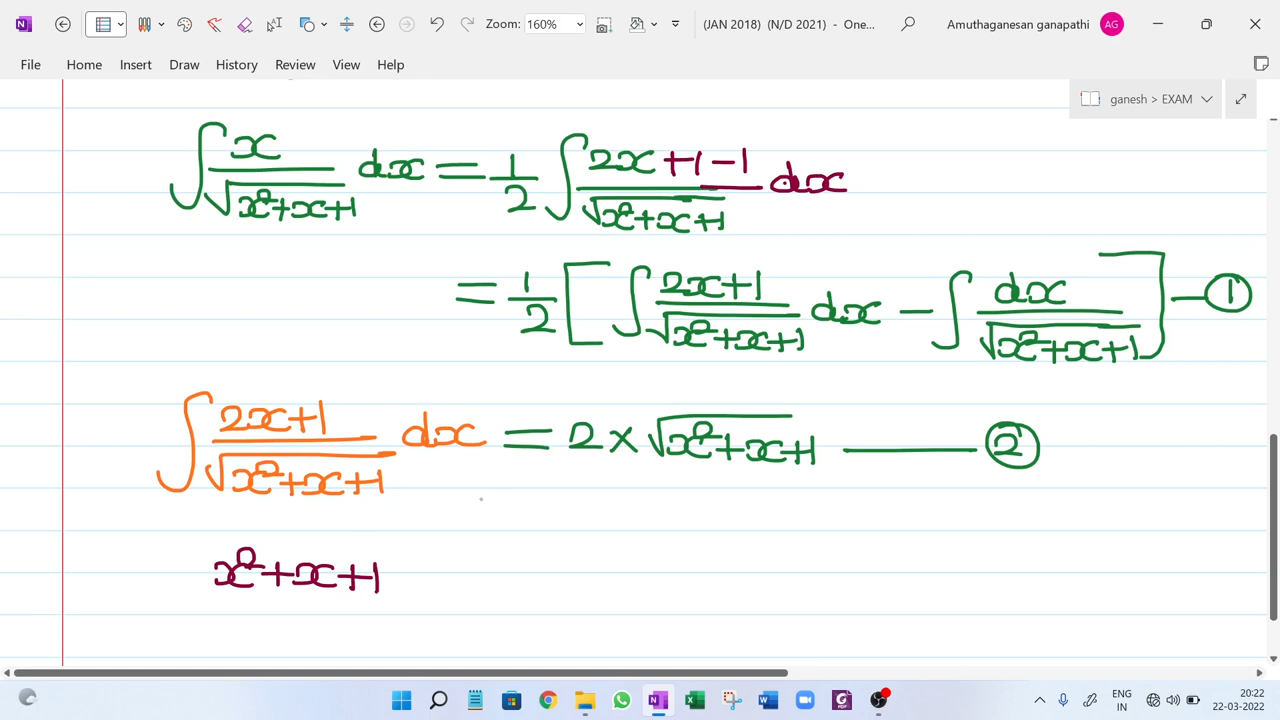 Zoom: 160% (JAN 2018) (N/D 2021) – One... Amuthaganesan ganapathi AG
File Home Insert Draw History Review View Help
ganesh > EXAM
∫ x/√(x²+x+1) dx = 1/2 ∫ (2x+1-1)/√(x²+x+1) dx
= 1/2 [ ∫ (2x+1)/√(x²+x+1) dx - ∫ dx/√(x²+x+1) ] — ①
∫ (2x+1)/√(x²+x+1) dx = 2 × √(x²+x+1) — ②
x²+x+1
ENG IN 20:22 22-03-2022